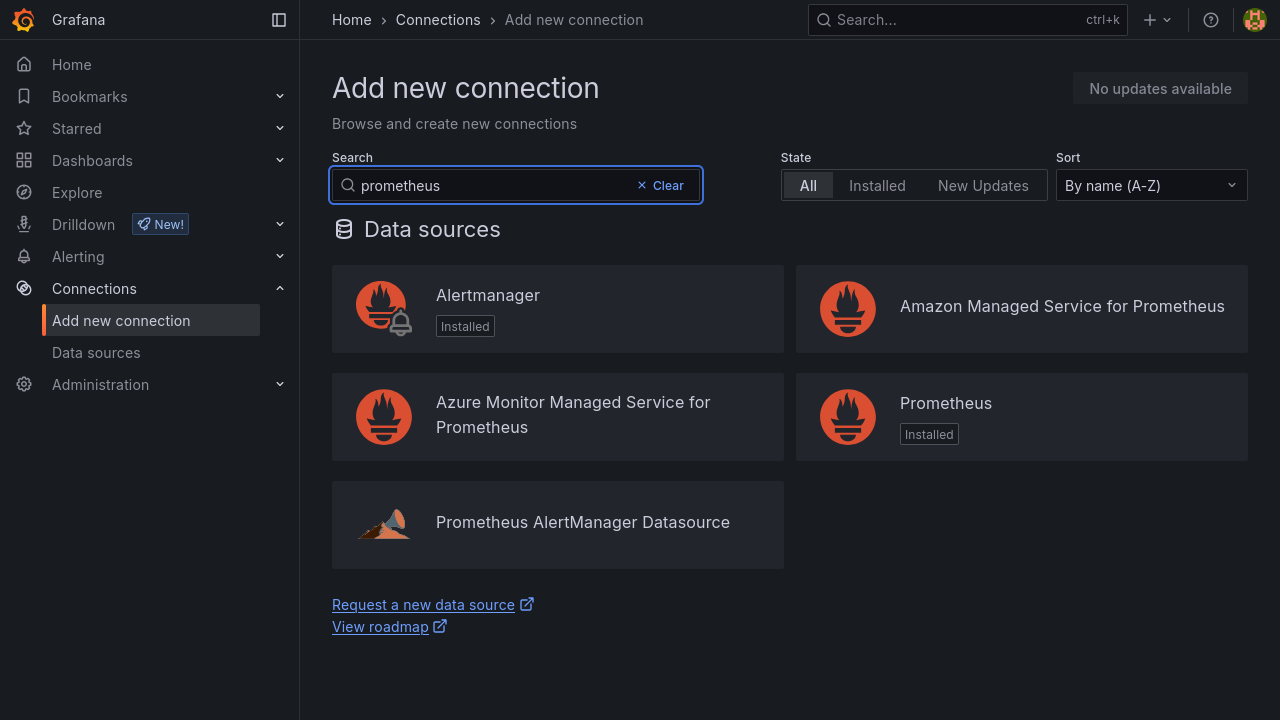 Grafana
Home
Connections
Add new connection
Search...
ctrl+k
Home
Bookmarks
Starred
Dashboards
Explore
Drilldown
New!
Alerting
Connections
Add new connection
Data sources
Administration
Add new connection
No updates available
Browse and create new connections
Search
State
Sort
prometheus
Clear
All
Installed
New Updates
By name (A-Z)
Data sources
Alertmanager
Installed
Amazon Managed Service for Prometheus
Azure Monitor Managed Service for
Prometheus
Prometheus
Installed
Prometheus AlertManager Datasource
Request a new data source
View roadmap